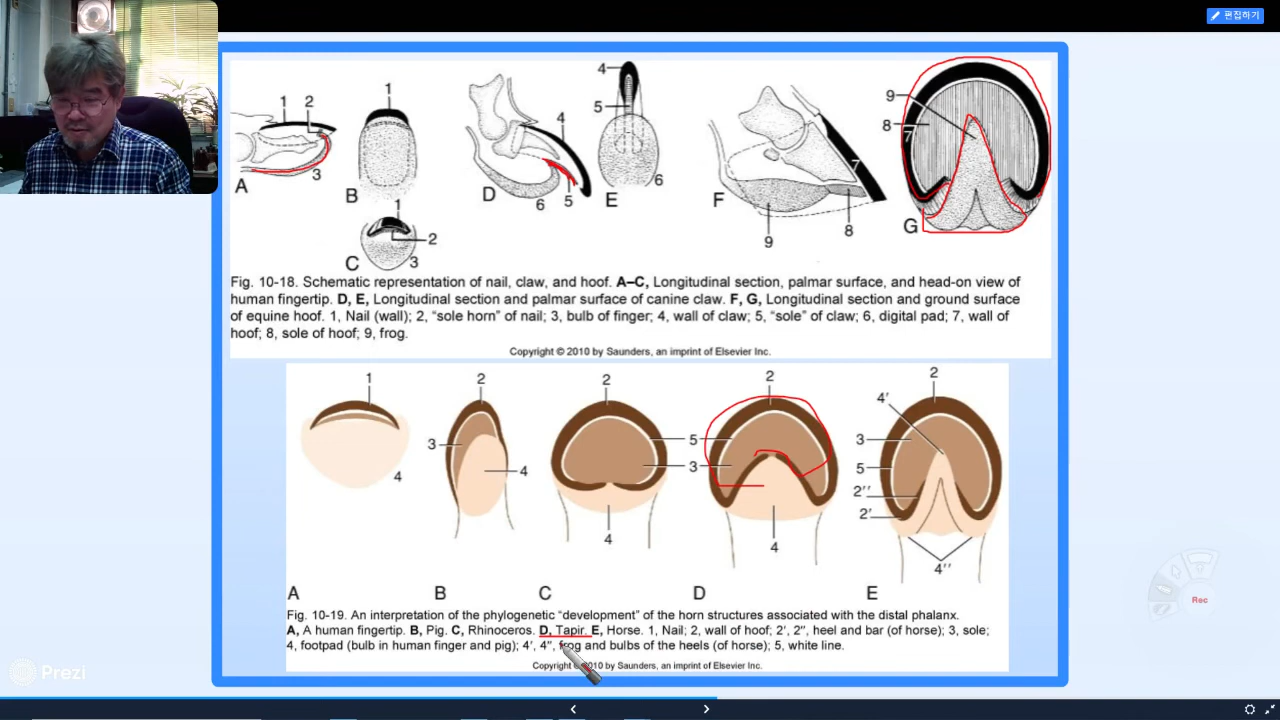 편집하기
1
2
3
A
1
B
1
2
3
C
4
5
6
D
4
5
6
E
7
8
9
F
9
8
7
G
Fig. 10-18. Schematic representation of nail, claw, and hoof. A–C, Longitudinal section, palmar surface, and head-on view of
human fingertip. D, E, Longitudinal section and palmar surface of canine claw. F, G, Longitudinal section and ground surface
of equine hoof. 1, Nail (wall); 2, “sole horn” of nail; 3, bulb of finger; 4, wall of claw; 5, “sole” of claw; 6, digital pad; 7, wall of
hoof; 8, sole of hoof; 9, frog.
Copyright © 2010 by Saunders, an imprint of Elsevier Inc.
1
4
A
2
3
4
B
2
5
3
4
C
2
4
D
2
4'
3
5
2''
2'
4''
E
Fig. 10-19. An interpretation of the phylogenetic “development” of the horn structures associated with the distal phalanx.
A, A human fingertip. B, Pig. C, Rhinoceros. D, Tapir. E, Horse. 1, Nail; 2, wall of hoof; 2', 2'', heel and bar (of horse); 3, sole;
4, footpad (bulb in human finger and pig); 4', 4'', frog and bulbs of the heels (of horse); 5, white line.
Copyright © 2010 by Saunders, an imprint of Elsevier Inc.
Rec
Prezi